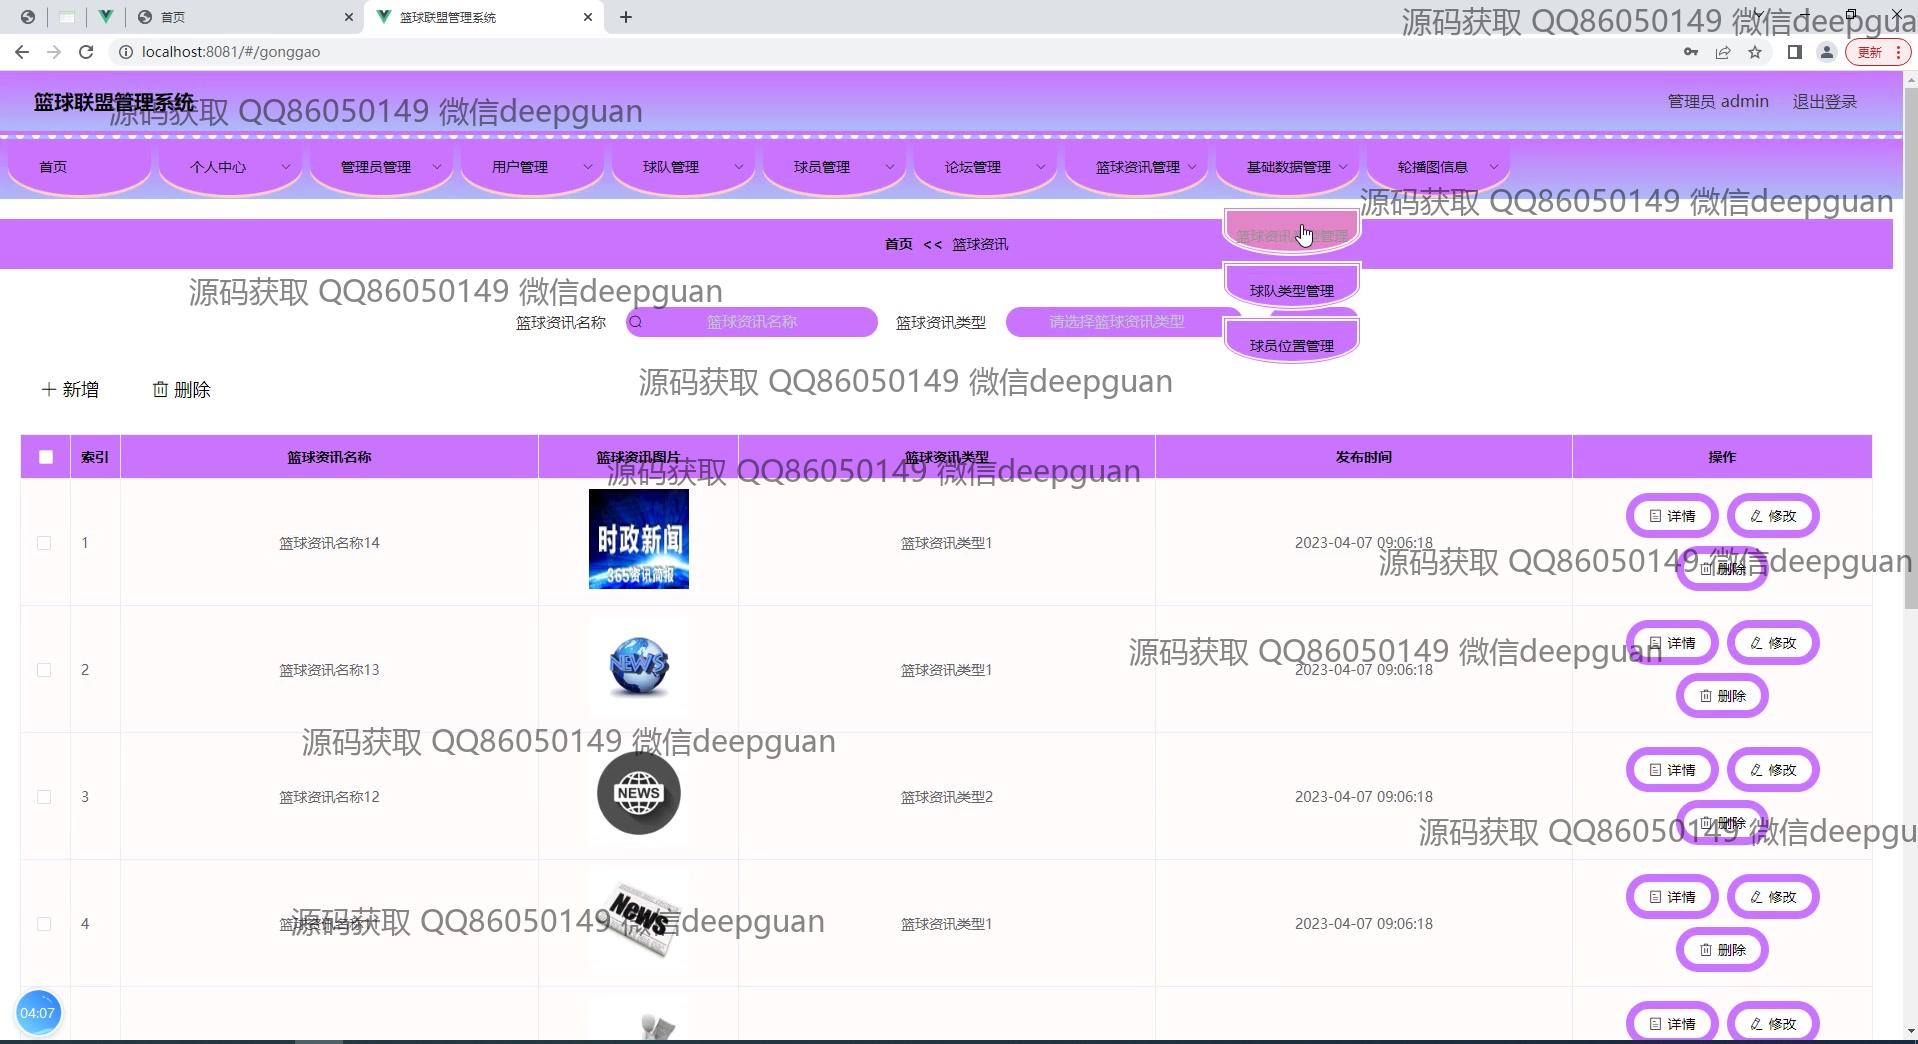 首页
篮球联盟管理系统
源码获取 QQ86050149 微信deepgua
localhost:8081/#/gonggao
更新
篮球联盟管理系统
源码获取 QQ86050149 微信deepguan
管理员 admin 退出登录
首页 个人中心 管理员管理 用户管理 球队管理 球员管理 论坛管理 篮球资讯管理 基础数据管理 轮播图信息
源码获取 QQ86050149 微信deepguan
首页 << 篮球资讯
篮球资讯类型管理
球队类型管理
球员位置管理
源码获取 QQ86050149 微信deepguan
篮球资讯名称 篮球资讯名称 篮球资讯类型 请选择篮球资讯类型
新增 删除
源码获取 QQ86050149 微信deepguan
索引 篮球资讯名称 篮球资讯图片 篮球资讯类型 发布时间 操作
源码获取 QQ86050149 微信deepguan
1 篮球资讯名称14 篮球资讯类型1 2023-04-07 09:06:18 详情 修改
时政新闻
365资讯简报
删除
源码获取 QQ86050149 微信deepguan
2 篮球资讯名称13 NEWS 篮球资讯类型1 2023-04-07 09:06:18 详情 修改
源码获取 QQ86050149 微信deepguan
删除
源码获取 QQ86050149 微信deepguan
3 篮球资讯名称12 NEWS 篮球资讯类型2 2023-04-07 09:06:18 详情 修改
删除
源码获取 QQ86050149 微信deepgu
4 篮球资讯名称11 News 篮球资讯类型1 2023-04-07 09:06:18 详情 修改
源码获取 QQ86050149 微信deepguan
删除
04:07
详情 修改